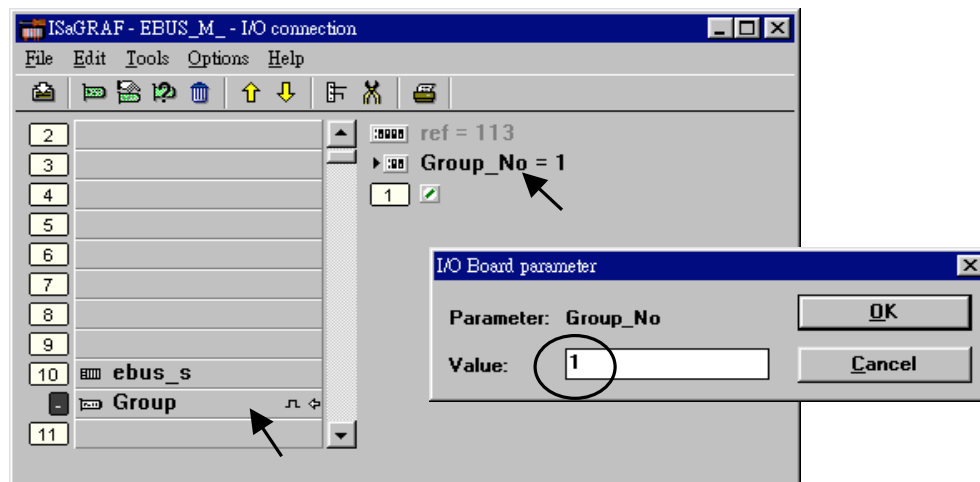 ISaGRAF - EBUS_M_ - I/O connection
File Edit Tools Options Help
2
3
4
5
6
7
8
9
10 ebus_s
- Group
11
ref = 113
Group_No = 1
1
I/O Board parameter
Parameter: Group_No
OK
Value: 1
Cancel